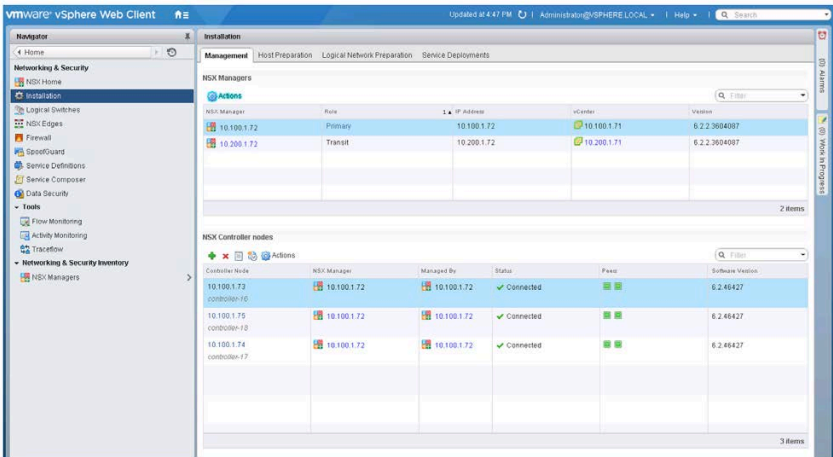 vmware vSphere Web Client
Updated at 4:47 PM | Administrator@VSPHERE.LOCAL | Help | Search
Navigator
Home
Networking & Security
NSX Home
Installation
Logical Switches
NSX Edges
Firewall
SpoofGuard
Service Definitions
Service Composer
Data Security
Tools
Flow Monitoring
Activity Monitoring
Traceflow
Networking & Security Inventory
NSX Managers
Installation
Management Host Preparation Logical Network Preparation Service Deployments
NSX Managers
Actions Filter
NSX Manager Role 1 ▲ IP Address vCenter Version
10.100.1.72 Primary 10.100.1.72 10.100.1.71 6.2.2.3604087
10.200.1.72 Transit 10.200.1.72 10.200.1.71 6.2.2.3604087
2 items
NSX Controller nodes
Actions Filter
Controller Node NSX Manager Managed By Status Peers Software Version
10.100.1.73 10.100.1.72 10.100.1.72 Connected 6.2.46427
controller-16
10.100.1.75 10.100.1.72 10.100.1.72 Connected 6.2.46427
controller-18
10.100.1.74 10.100.1.72 10.100.1.72 Connected 6.2.46427
controller-17
3 items
(0) Alarms
(0) Work In Progress